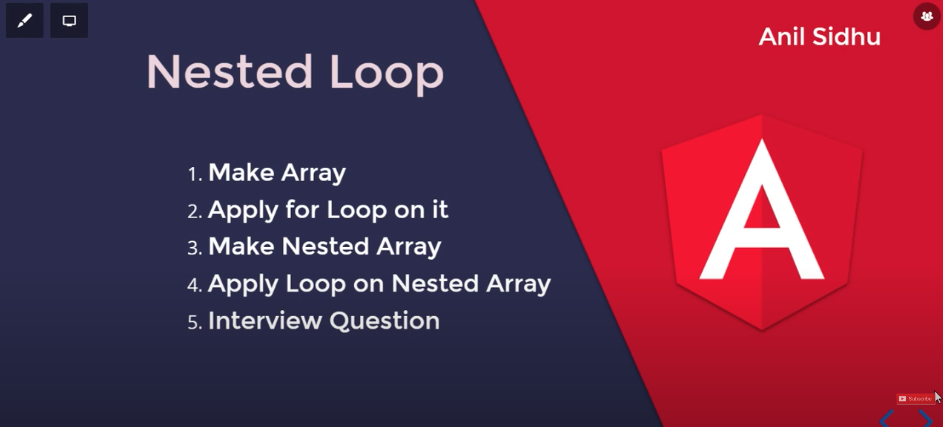 Anil Sidhu
Nested Loop
1. Make Array
2. Apply for Loop on it
3. Make Nested Array
4. Apply Loop on Nested Array
5. Interview Question
A
Subscribe